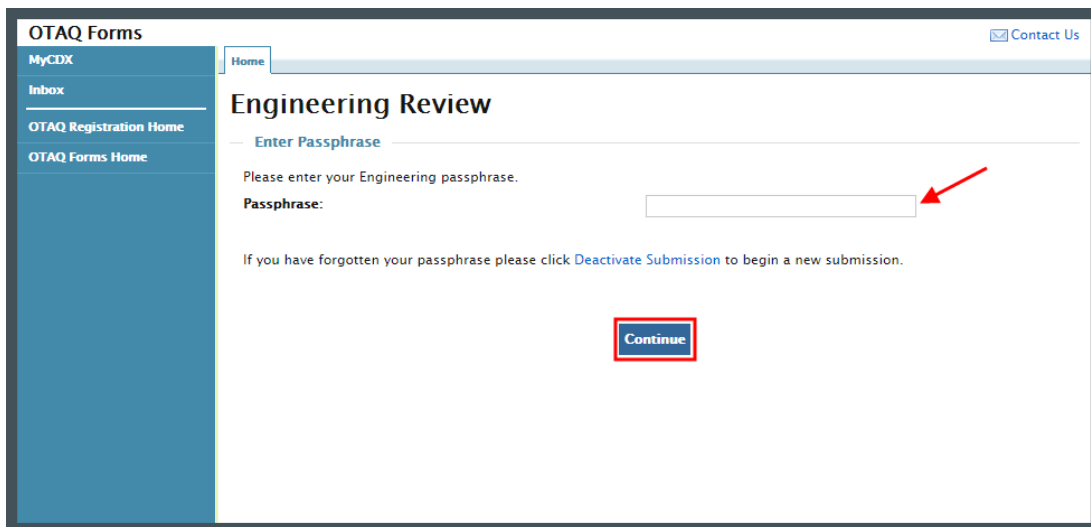 OTAQ Forms
Contact Us
MyCDX
Inbox
OTAQ Registration Home
OTAQ Forms Home
Home
Engineering Review
Enter Passphrase
Please enter your Engineering passphrase.
Passphrase:
If you have forgotten your passphrase please click Deactivate Submission to begin a new submission.
Continue